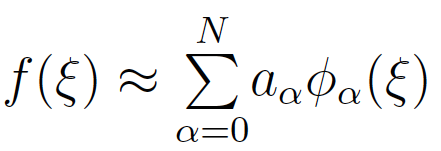 f(ξ) ≈ ∑_{α=0}^{N} a_α ϕ_α(ξ)